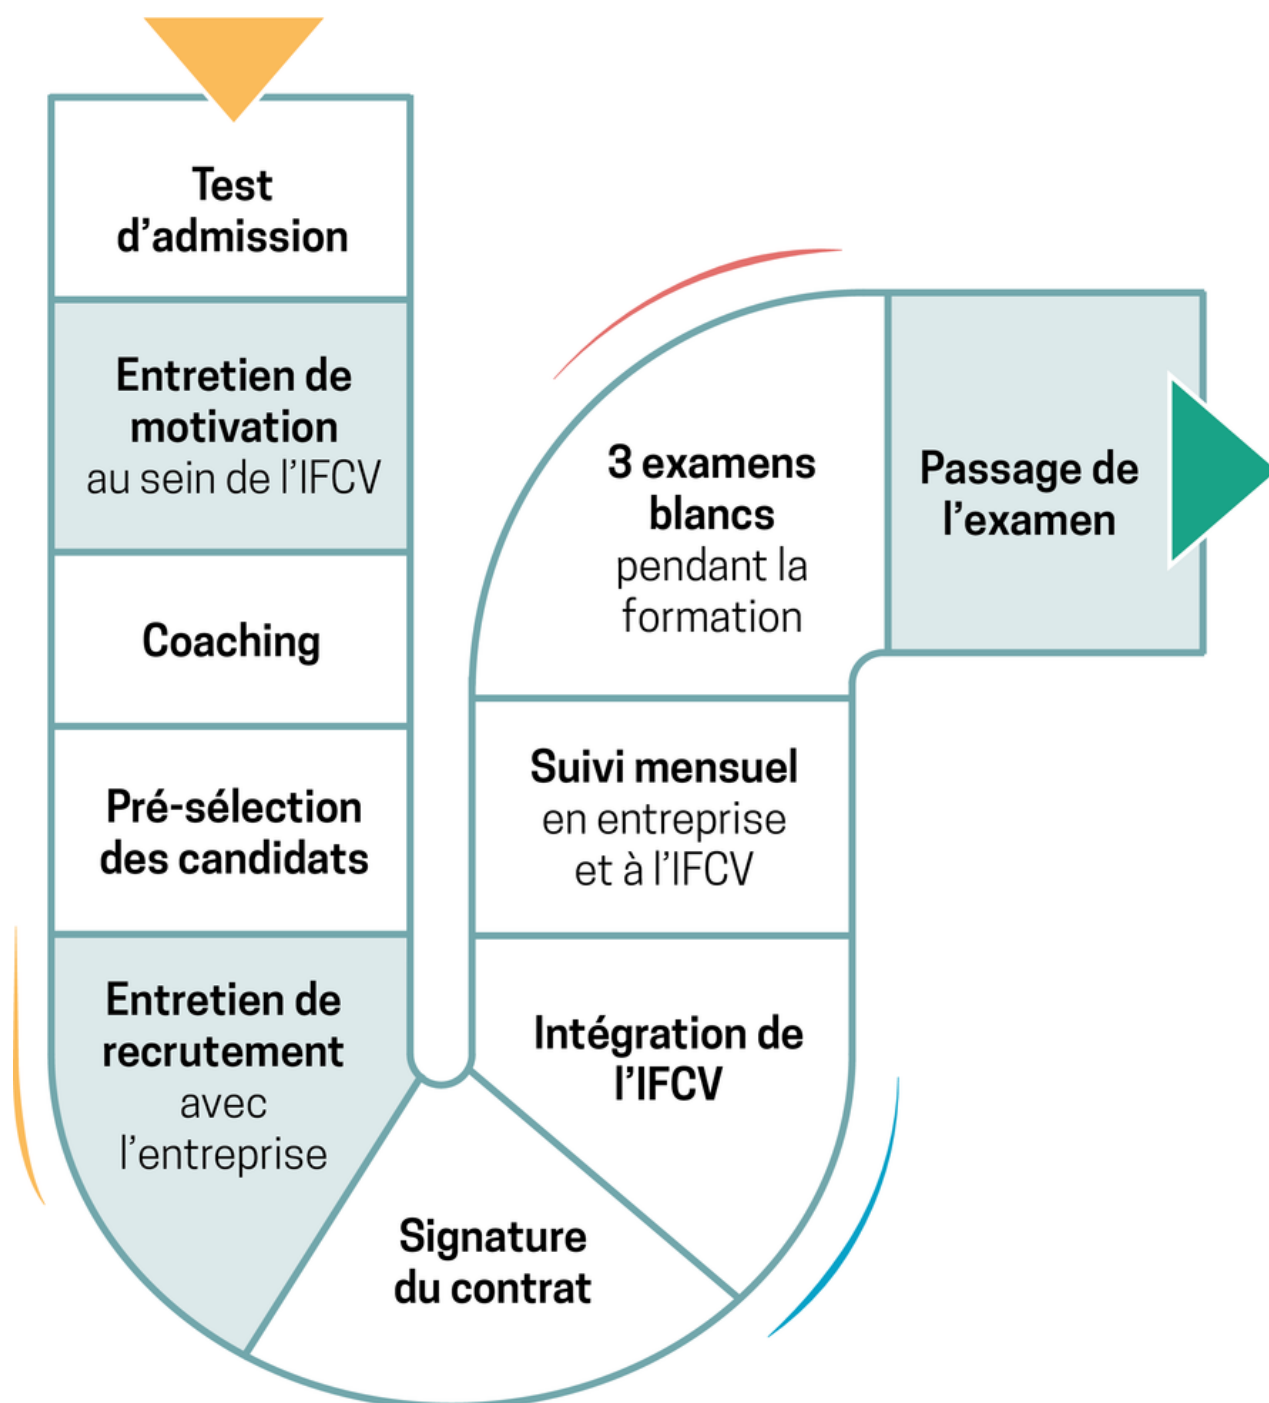 Test
d’admission
Entretien de
motivation
au sein de l’IFCV
Coaching
Pré-sélection
des candidats
Entretien de
recrutement
avec
l’entreprise
Signature
du contrat
Intégration de
l’IFCV
Suivi mensuel
en entreprise
et à l’IFCV
3 examens
blancs
pendant la
formation
Passage de
l’examen